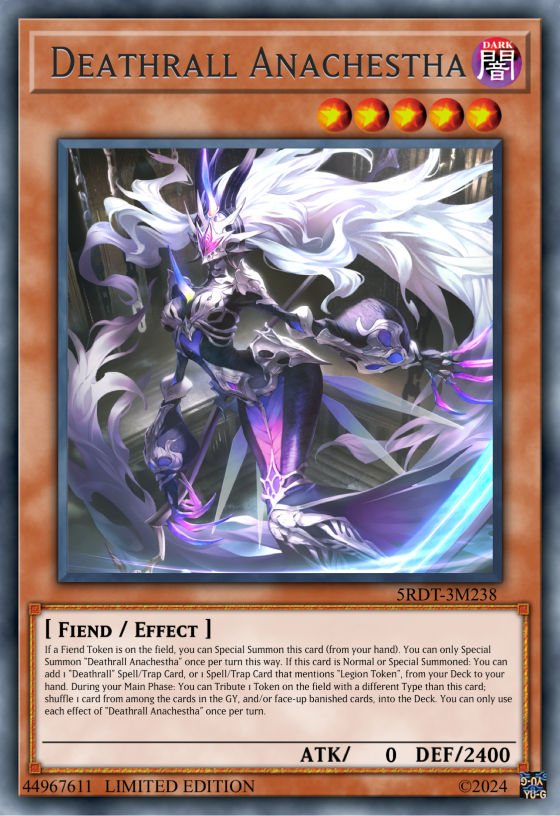 Deathrall Anachestha
DARK
闇
5RDT-3M238
[ Fiend / Effect ]
If a Fiend Token is on the field, you can Special Summon this card (from your hand). You can only Special
Summon "Deathrall Anachestha" once per turn this way. If this card is Normal or Special Summoned: You can
add 1 "Deathrall" Spell/Trap Card, or 1 Spell/Trap Card that mentions "Legion Token", from your Deck to your
hand. During your Main Phase: You can Tribute 1 Token on the field with a different Type than this card;
shuffle 1 card from among the cards in the GY, and/or face-up banished cards, into the Deck. You can only use
each effect of "Deathrall Anachestha" once per turn.
ATK/ 0 DEF/2400
44967611 LIMITED EDITION ©2024